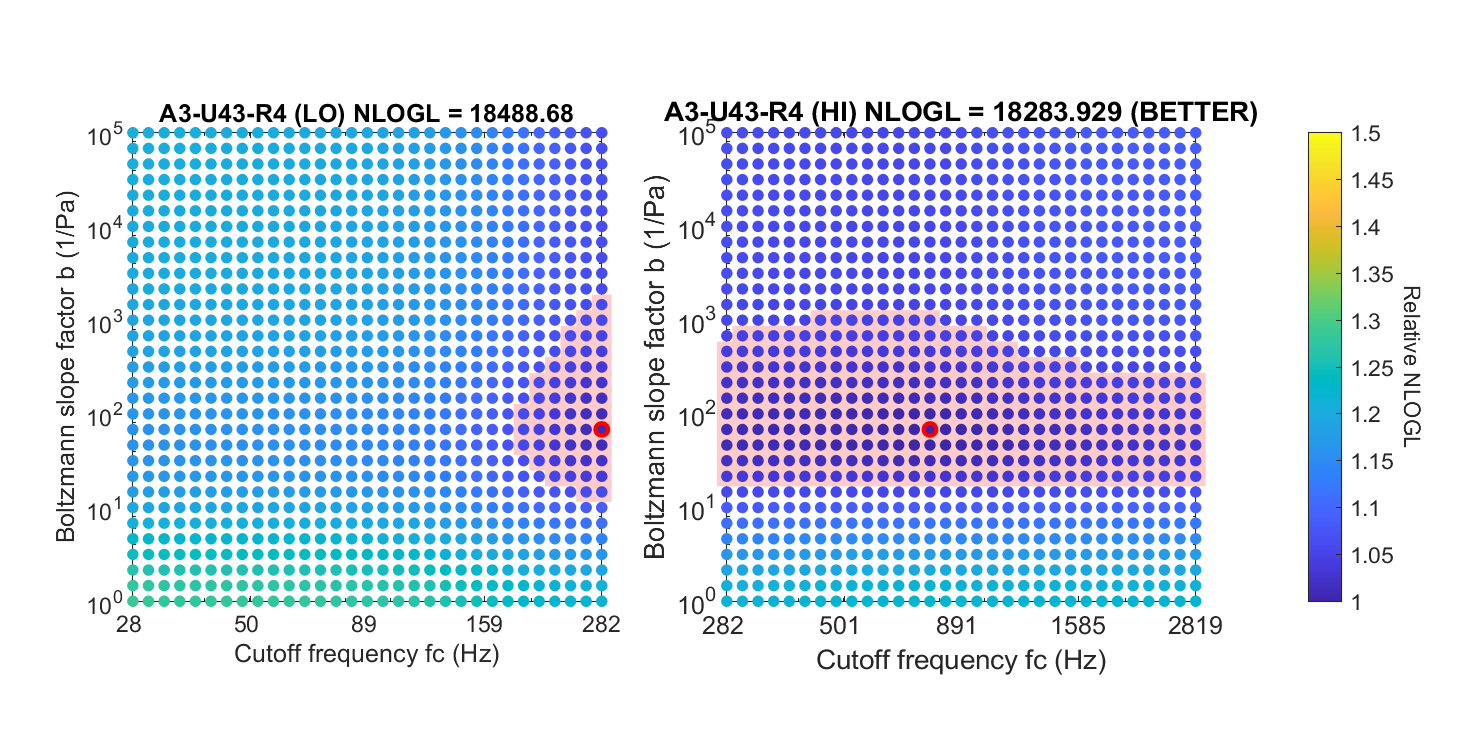 A3-U43-R4 (LO) NLOGL = 18488.68
10^5
10^4
10^3
10^2
10^1
10^0
Boltzmann slope factor b (1/Pa)
28 50 89 159 282
Cutoff frequency fc (Hz)
A3-U43-R4 (HI) NLOGL = 18283.929 (BETTER)
10^5
10^4
10^3
10^2
10^1
10^0
Boltzmann slope factor b (1/Pa)
282 501 891 1585 2819
Cutoff frequency fc (Hz)
1.5
1.45
1.4
1.35
1.3
1.25
1.2
1.15
1.1
1.05
1
Relative NLOGL